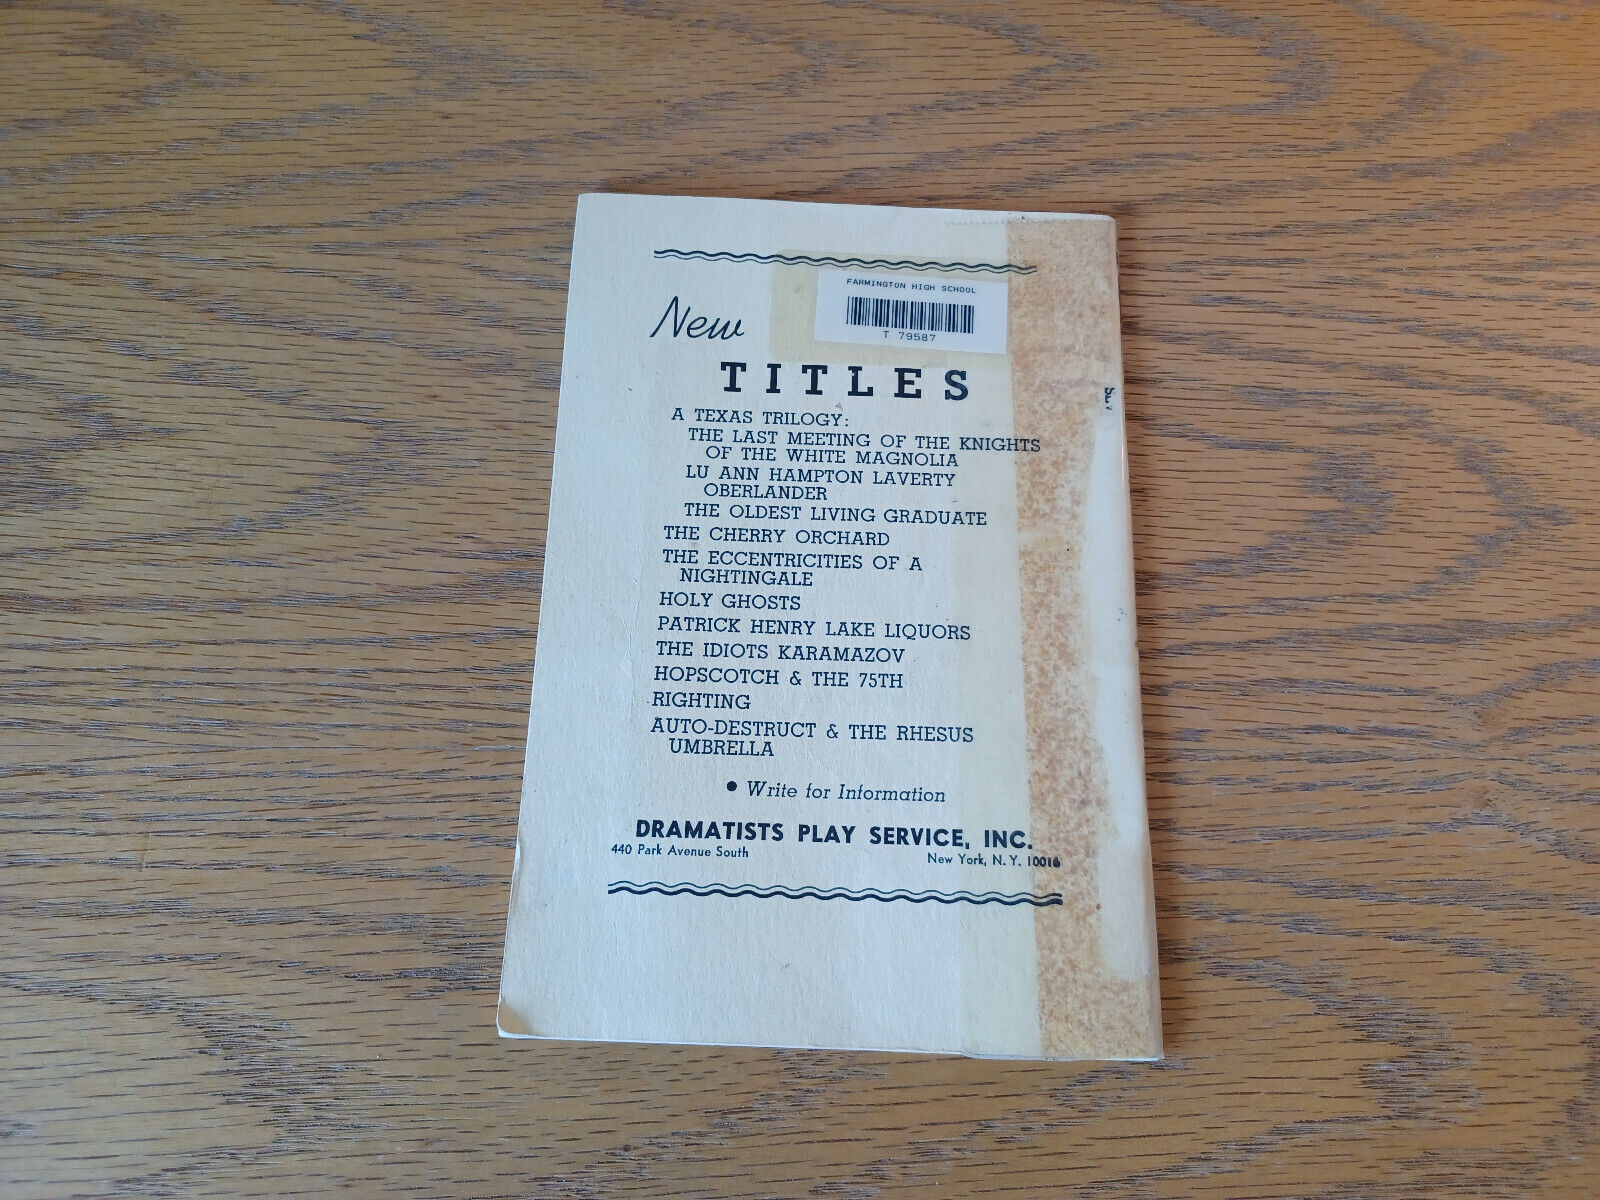 FARMINGTON HIGH SCHOOL
T 79587
New
TITLES
A TEXAS TRILOGY:
THE LAST MEETING OF THE KNIGHTS
OF THE WHITE MAGNOLIA
LU ANN HAMPTON LAVERTY
OBERLANDER
THE OLDEST LIVING GRADUATE
THE CHERRY ORCHARD
THE ECCENTRICITIES OF A
NIGHTINGALE
HOLY GHOSTS
PATRICK HENRY LAKE LIQUORS
THE IDIOTS KARAMAZOV
HOPSCOTCH & THE 75TH
RIGHTING
AUTO-DESTRUCT & THE RHESUS
UMBRELLA
• Write for Information
DRAMATISTS PLAY SERVICE, INC.
440 Park Avenue South New York, N. Y. 10016